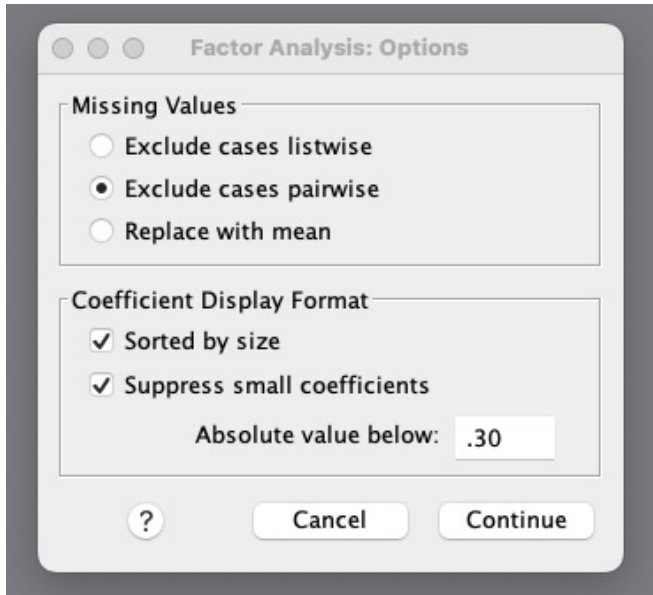 Factor Analysis: Options
Missing Values
Exclude cases listwise
Exclude cases pairwise
Replace with mean
Coefficient Display Format
Sorted by size
Suppress small coefficients
Absolute value below: .30
? Cancel Continue